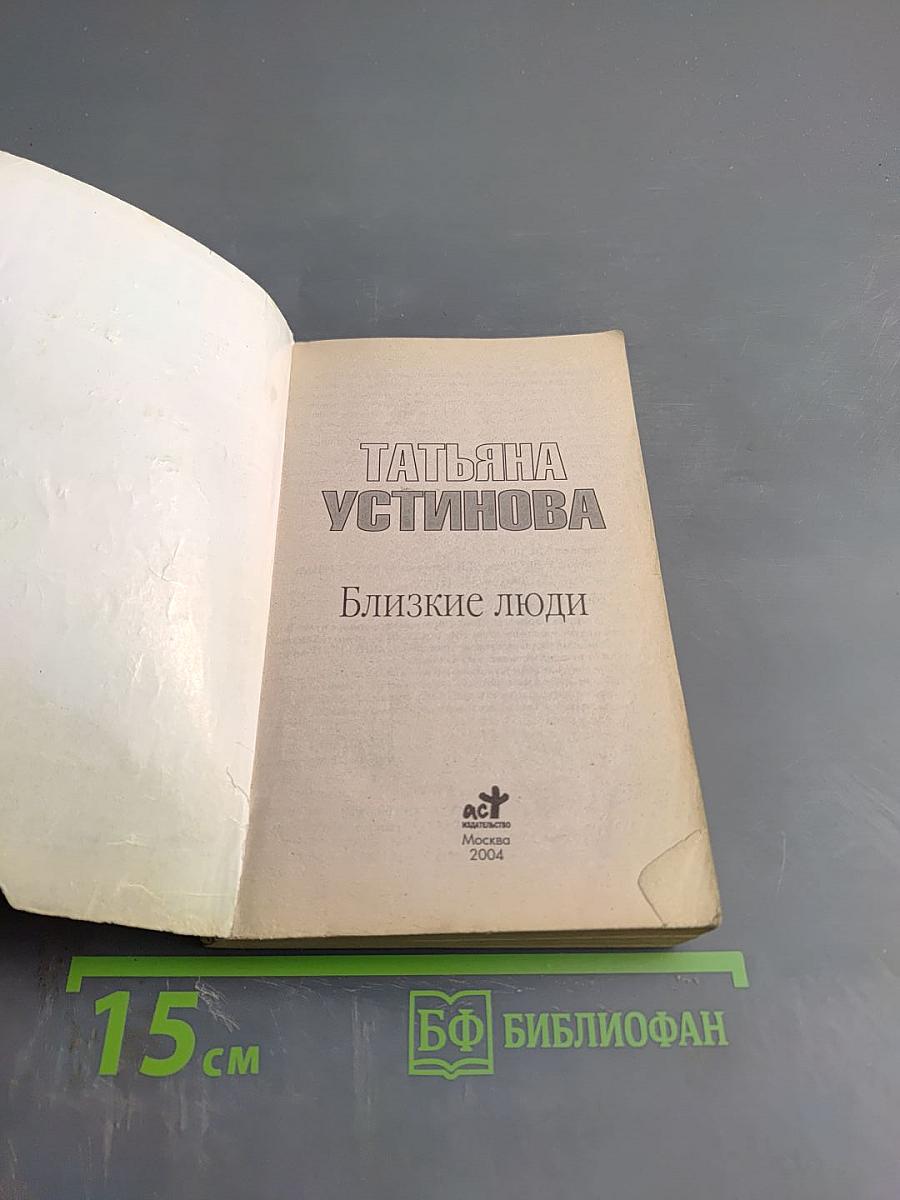 ТАТЬЯНА
УСТИНОВА
Близкие люди
аст
ИЗДАТЕЛЬСТВО
Москва
2004
15 см
БФ БИБЛИОФАН